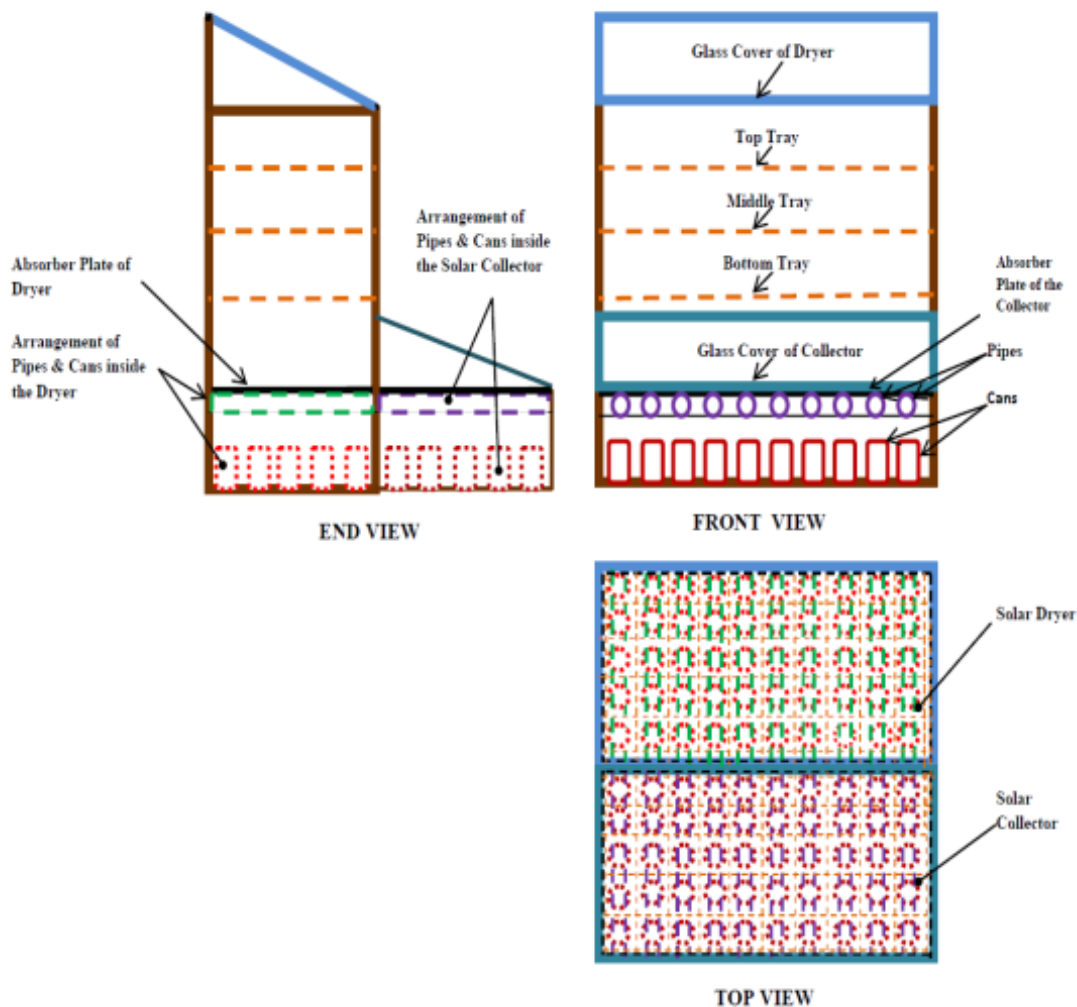 Glass Cover of Dryer
Top Tray
Middle Tray
Bottom Tray
Arrangement of
Pipes & Cans inside
the Solar Collector
Absorber Plate of
Dryer
Arrangement of
Pipes & Cans inside
the Dryer
Absorber
Plate of the
Collector
Glass Cover of Collector
Pipes
Cans
END VIEW
FRONT VIEW
Solar Dryer
Solar
Collector
TOP VIEW